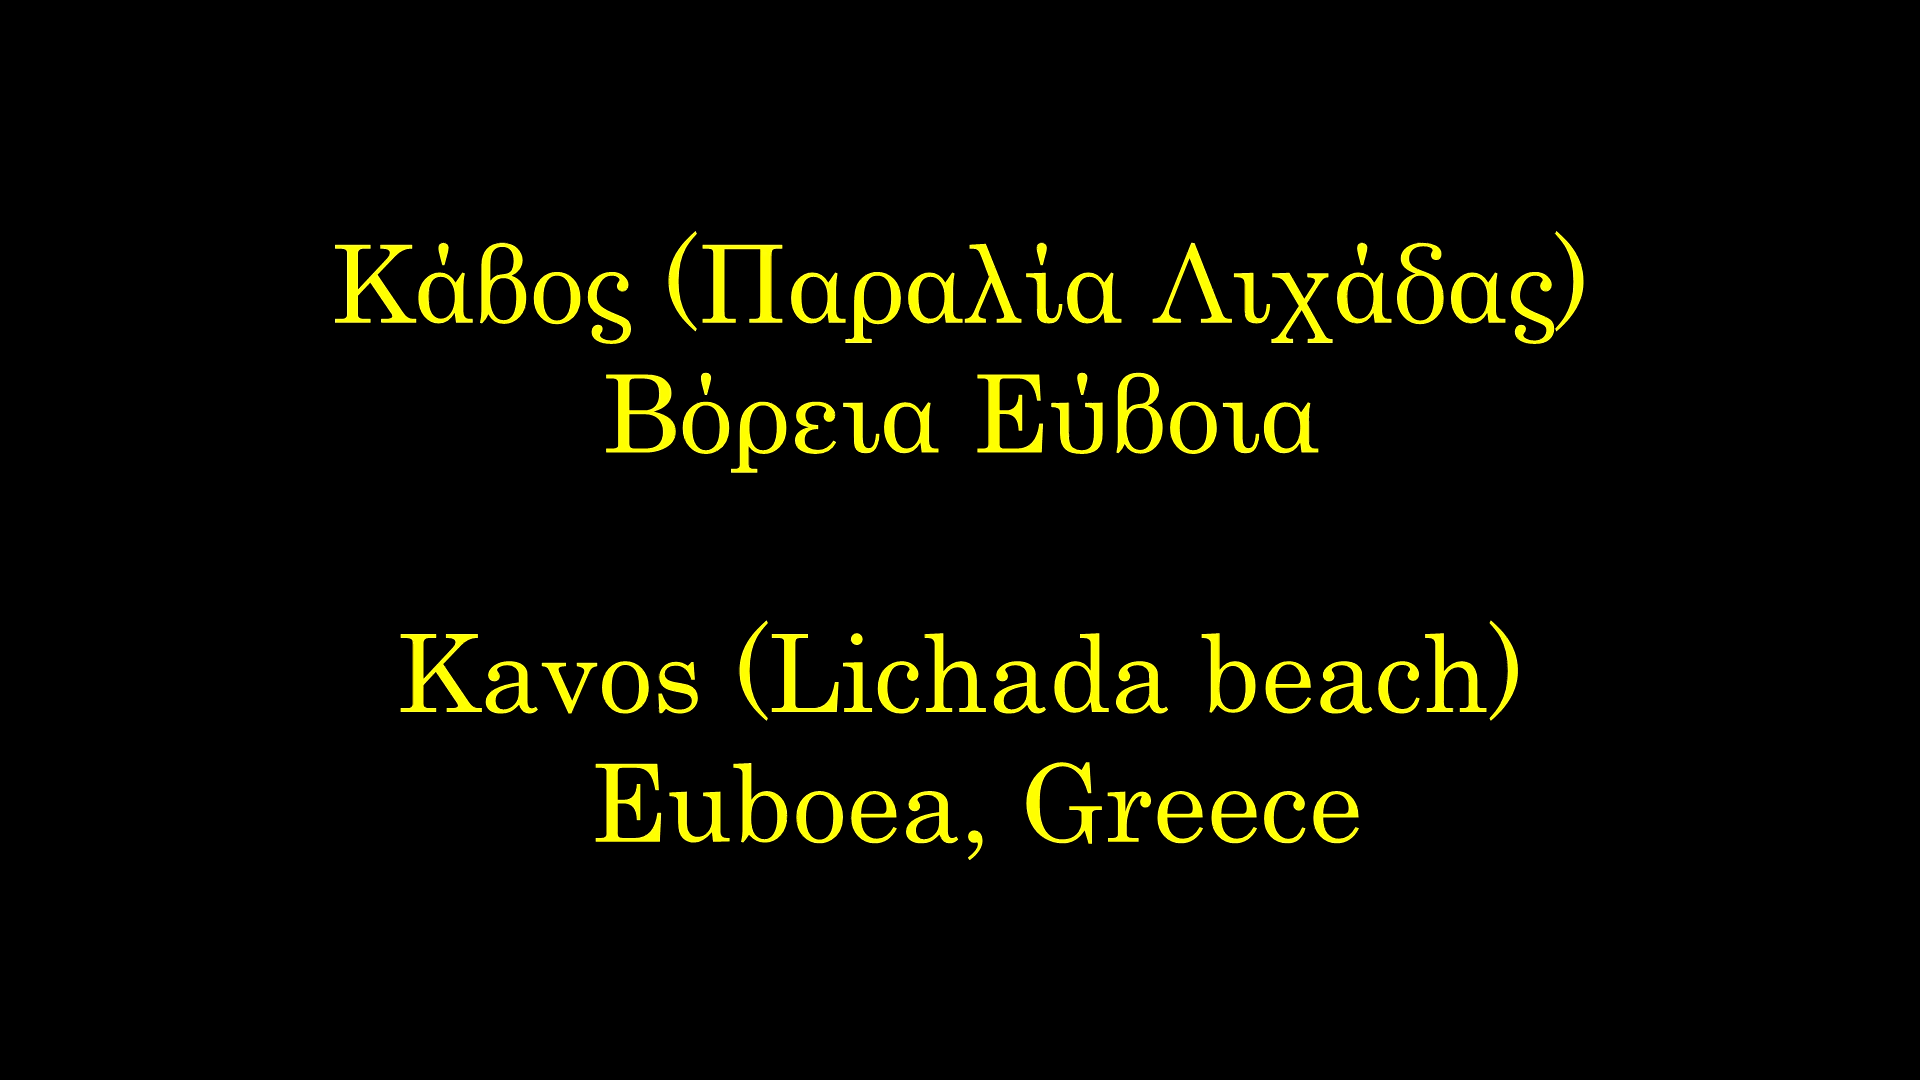 Κάβος (Παραλία Λιχάδας)
Βόρεια Εύβοια
Kavos (Lichada beach)
Euboea, Greece